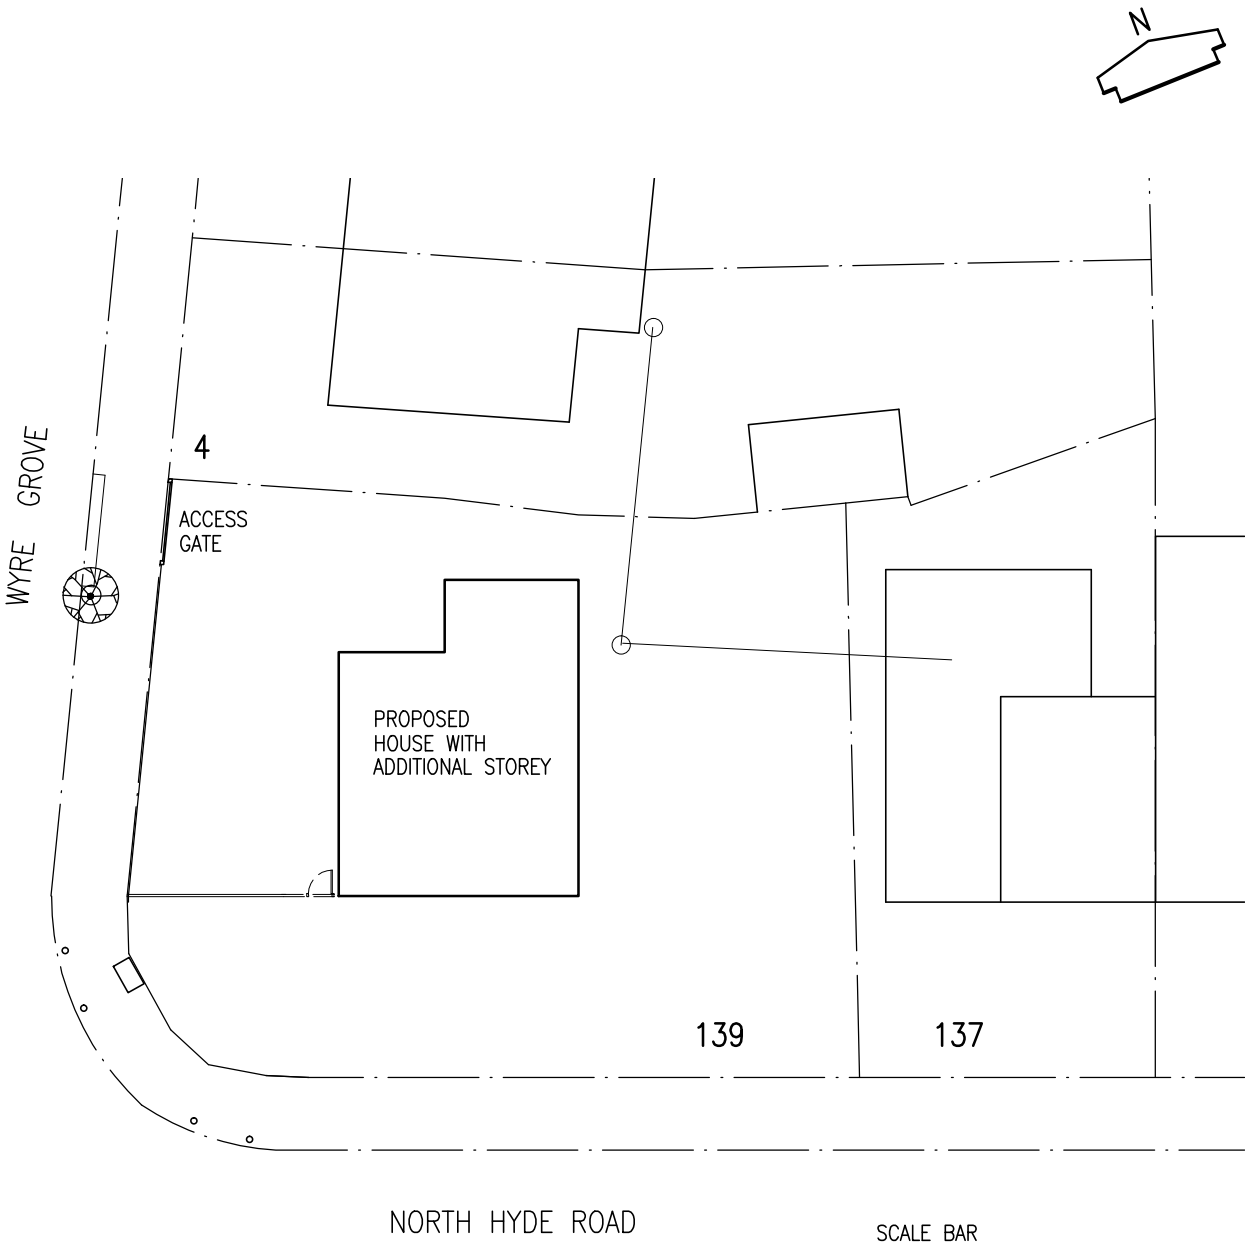 N
WYRE GROVE
4
ACCESS
GATE
PROPOSED
HOUSE WITH
ADDITIONAL STOREY
139
137
NORTH HYDE ROAD
SCALE BAR